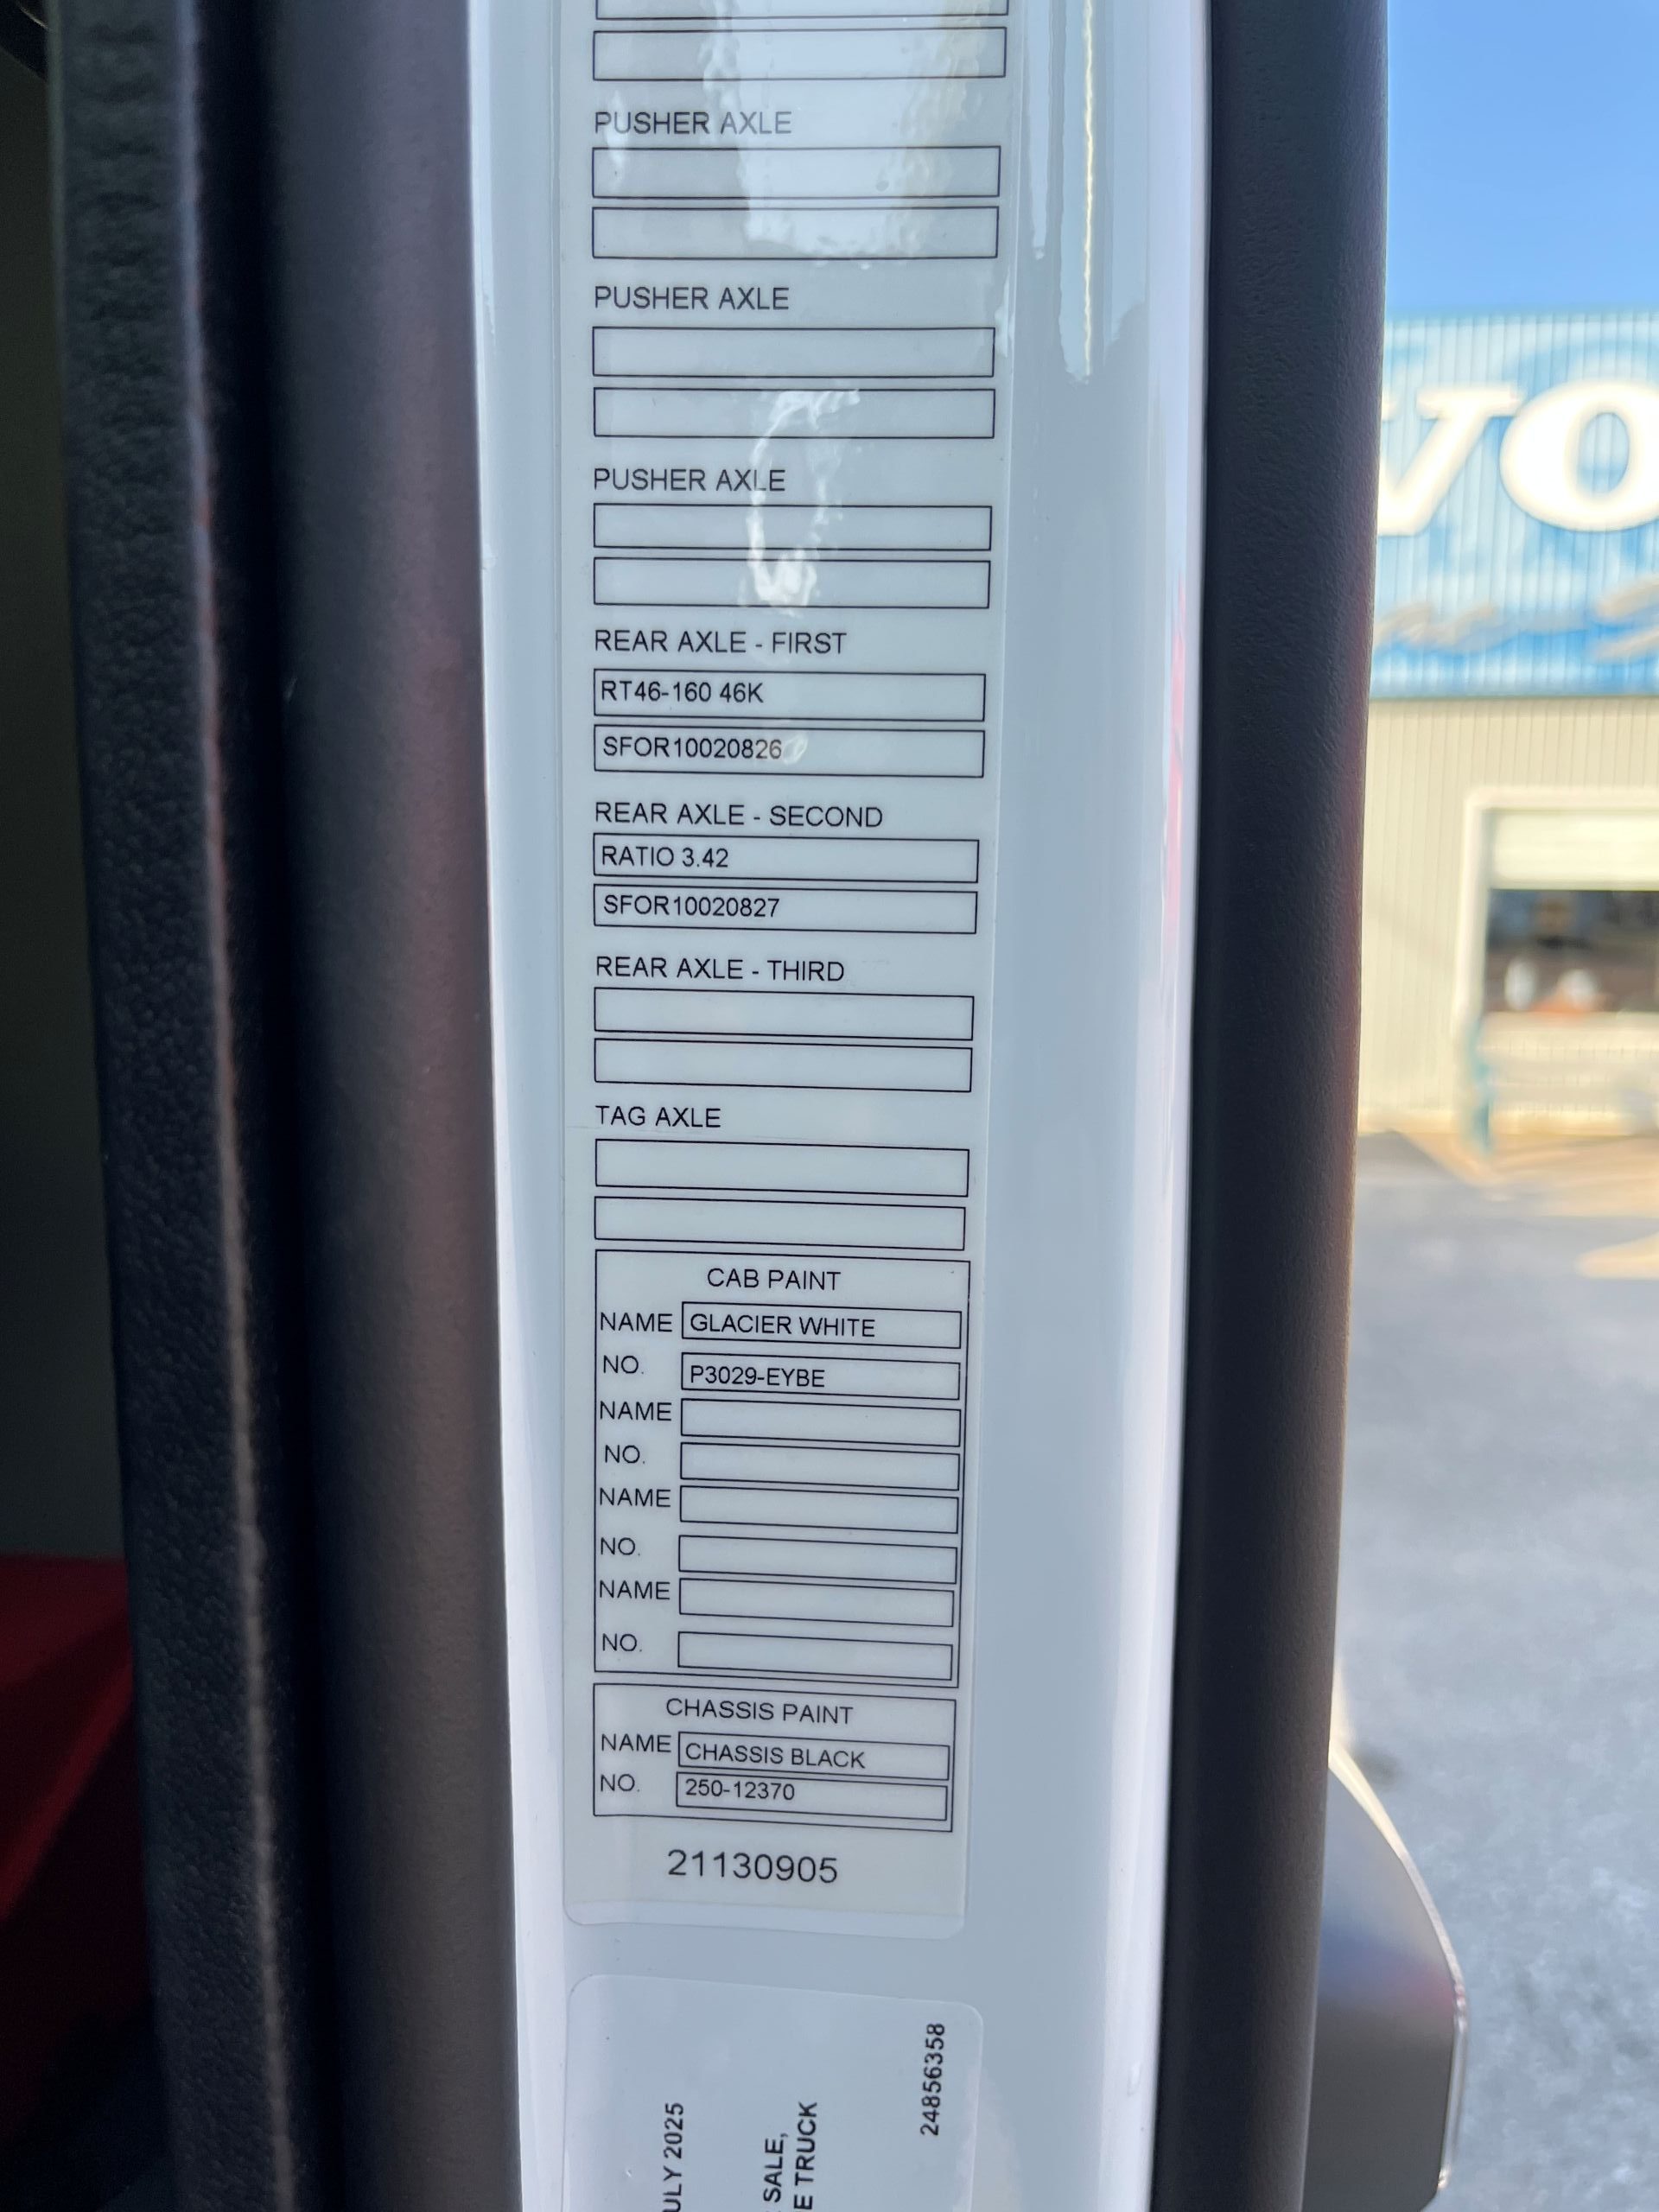 PUSHER AXLE
PUSHER AXLE
PUSHER AXLE
REAR AXLE - FIRST
RT46-160 46K
SFOR10020826
REAR AXLE - SECOND
RATIO 3.42
SFOR10020827
REAR AXLE - THIRD
TAG AXLE
CAB PAINT
NAME GLACIER WHITE
NO. P3029-EYBE
NAME
NO.
NAME
NO.
NAME
NO.
CHASSIS PAINT
NAME CHASSIS BLACK
NO. 250-12370
21130905
ULY 2025
SALE,
E TRUCK
24856358
VO